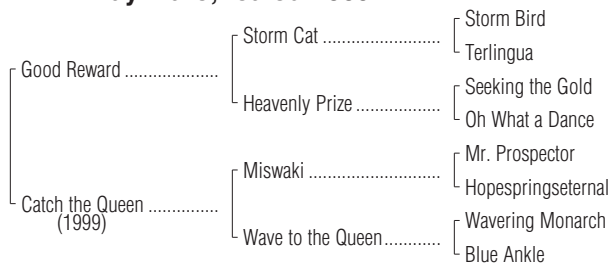 Storm Bird
Storm Cat ........................
Terlingua
Good Reward ...................
Seeking the Gold
Heavenly Prize .................
Oh What a Dance
Mr. Prospector
Miswaki ..........................
Hopespringseternal
Catch the Queen ..............
(1999)
Wavering Monarch
Wave to the Queen............
Blue Ankle